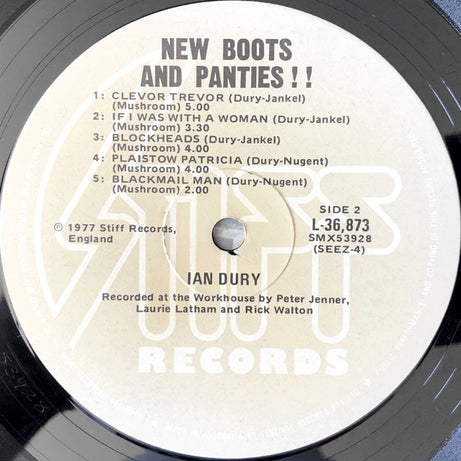 NEW BOOTS
AND PANTIES!!
1: CLEVOR TREVOR (Dury-Jankel)
(Mushroom) 5.00
2: IF I WAS WITH A WOMAN (Dury-Jankel)
(Mushroom) 3.30
3: BLOCKHEADS (Dury-Jankel)
(Mushroom) 4.00
4: PLAISTOW PATRICIA (Dury-Nugent)
(Mushroom) 4.00
5: BLACKMAIL MAN (Dury-Nugent)
(Mushroom) 2.00
℗ 1977 Stiff Records,
England
SIDE 2
L-36,873
SMX53928
(SEEZ-4)
IAN DURY
Recorded at the Workhouse by Peter Jenner,
Laurie Latham and Rick Walton
STIFF
RECORDS